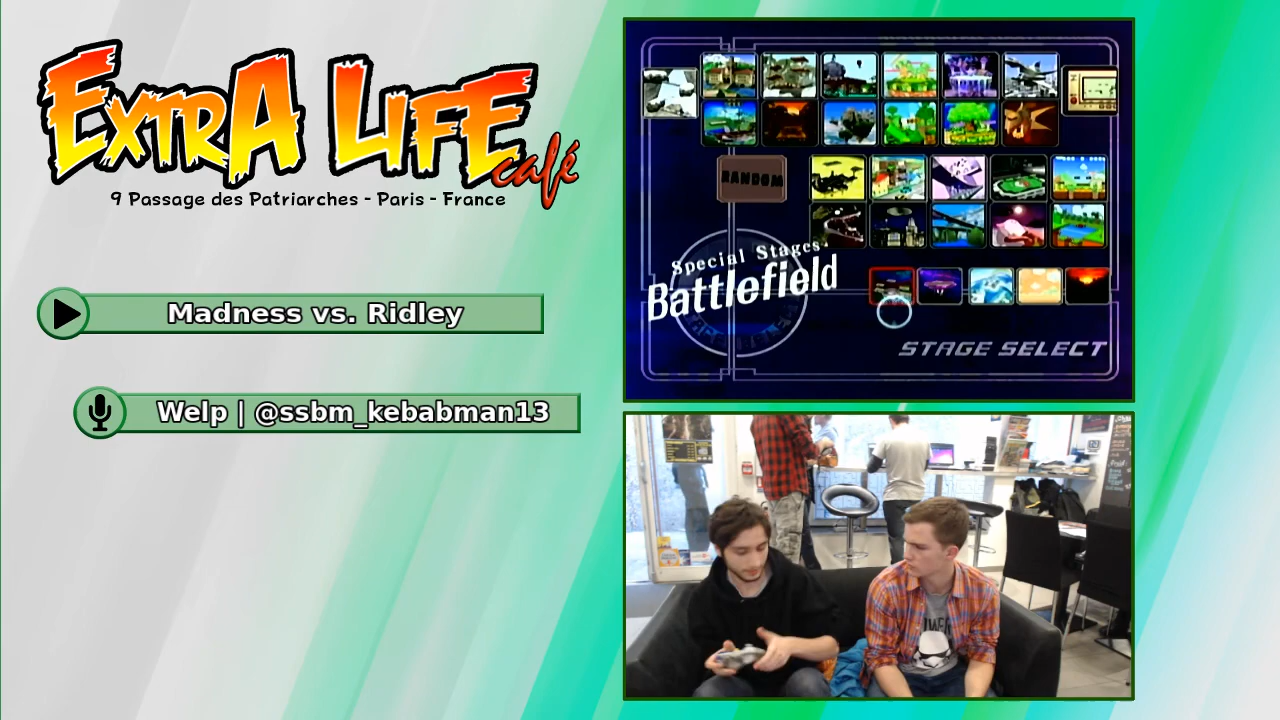 EXTRA LIFE
café
9 Passage des Patriarches - Paris - France
Madness vs. Ridley
Welp | @ssbm_kebabman13
RANDOM
Special Stages
Battlefield
STAGE SELECT